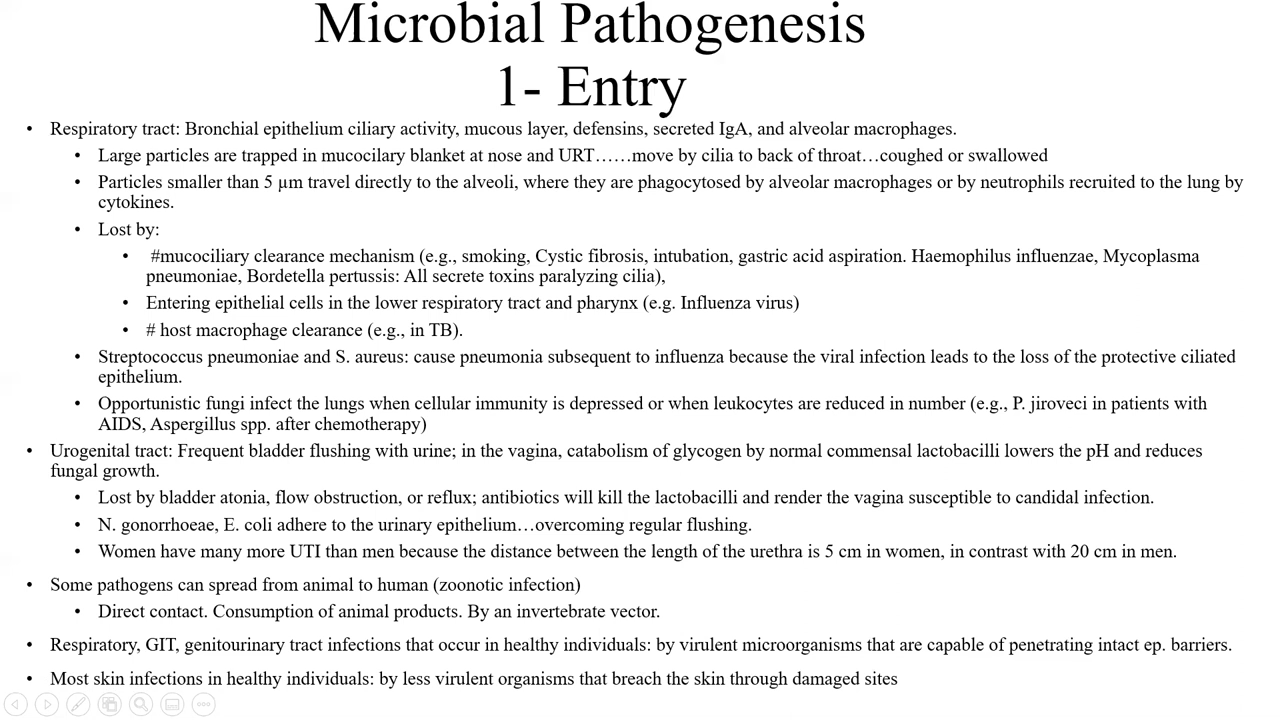 Microbial Pathogenesis
1- Entry
• Respiratory tract: Bronchial epithelium ciliary activity, mucous layer, defensins, secreted IgA, and alveolar macrophages.
• Large particles are trapped in mucocilary blanket at nose and URT……move by cilia to back of throat…coughed or swallowed
• Particles smaller than 5 µm travel directly to the alveoli, where they are phagocytosed by alveolar macrophages or by neutrophils recruited to the lung by
cytokines.
• Lost by:
• #mucociliary clearance mechanism (e.g., smoking, Cystic fibrosis, intubation, gastric acid aspiration. Haemophilus influenzae, Mycoplasma
pneumoniae, Bordetella pertussis: All secrete toxins paralyzing cilia),
• Entering epithelial cells in the lower respiratory tract and pharynx (e.g. Influenza virus)
• # host macrophage clearance (e.g., in TB).
• Streptococcus pneumoniae and S. aureus: cause pneumonia subsequent to influenza because the viral infection leads to the loss of the protective ciliated
epithelium.
• Opportunistic fungi infect the lungs when cellular immunity is depressed or when leukocytes are reduced in number (e.g., P. jiroveci in patients with
AIDS, Aspergillus spp. after chemotherapy)
• Urogenital tract: Frequent bladder flushing with urine; in the vagina, catabolism of glycogen by normal commensal lactobacilli lowers the pH and reduces
fungal growth.
• Lost by bladder atonia, flow obstruction, or reflux; antibiotics will kill the lactobacilli and render the vagina susceptible to candidal infection.
• N. gonorrhoeae, E. coli adhere to the urinary epithelium…overcoming regular flushing.
• Women have many more UTI than men because the distance between the length of the urethra is 5 cm in women, in contrast with 20 cm in men.
• Some pathogens can spread from animal to human (zoonotic infection)
• Direct contact. Consumption of animal products. By an invertebrate vector.
• Respiratory, GIT, genitourinary tract infections that occur in healthy individuals: by virulent microorganisms that are capable of penetrating intact ep. barriers.
• Most skin infections in healthy individuals: by less virulent organisms that breach the skin through damaged sites